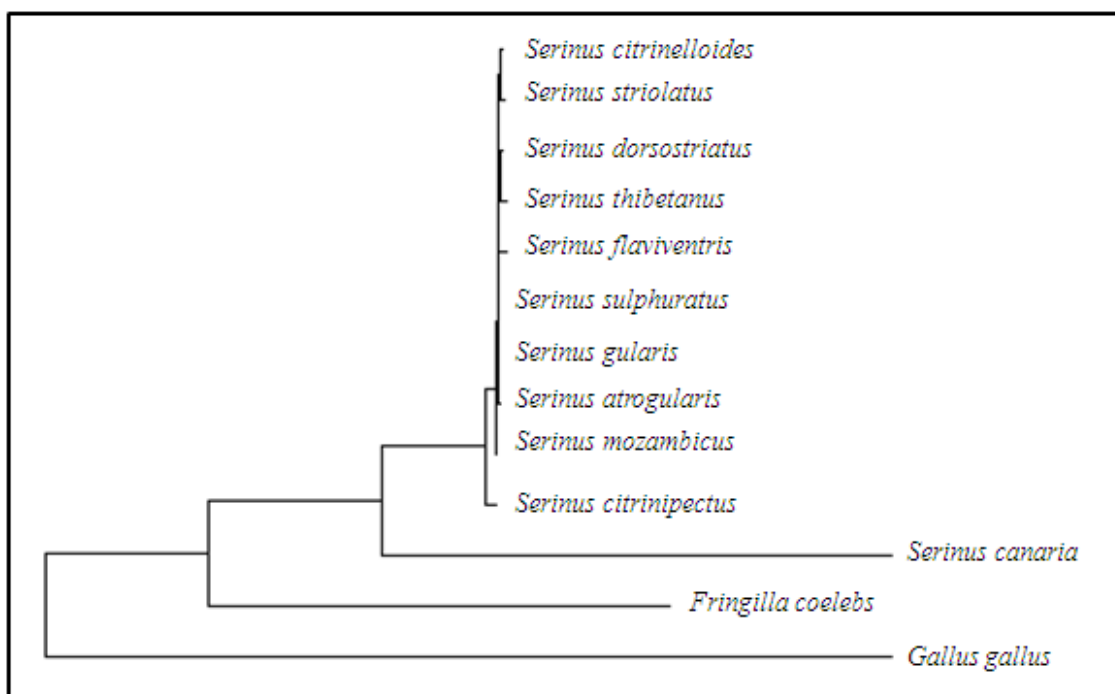 Serinus citrinelloides
Serinus striolatus
Serinus dorsostriatus
Serinus thibetanus
Serinus flaviventris
Serinus sulphuratus
Serinus gularis
Serinus atrogularis
Serinus mozambicus
Serinus citrinipectus
Serinus canaria
Fringilla coelebs
Gallus gallus